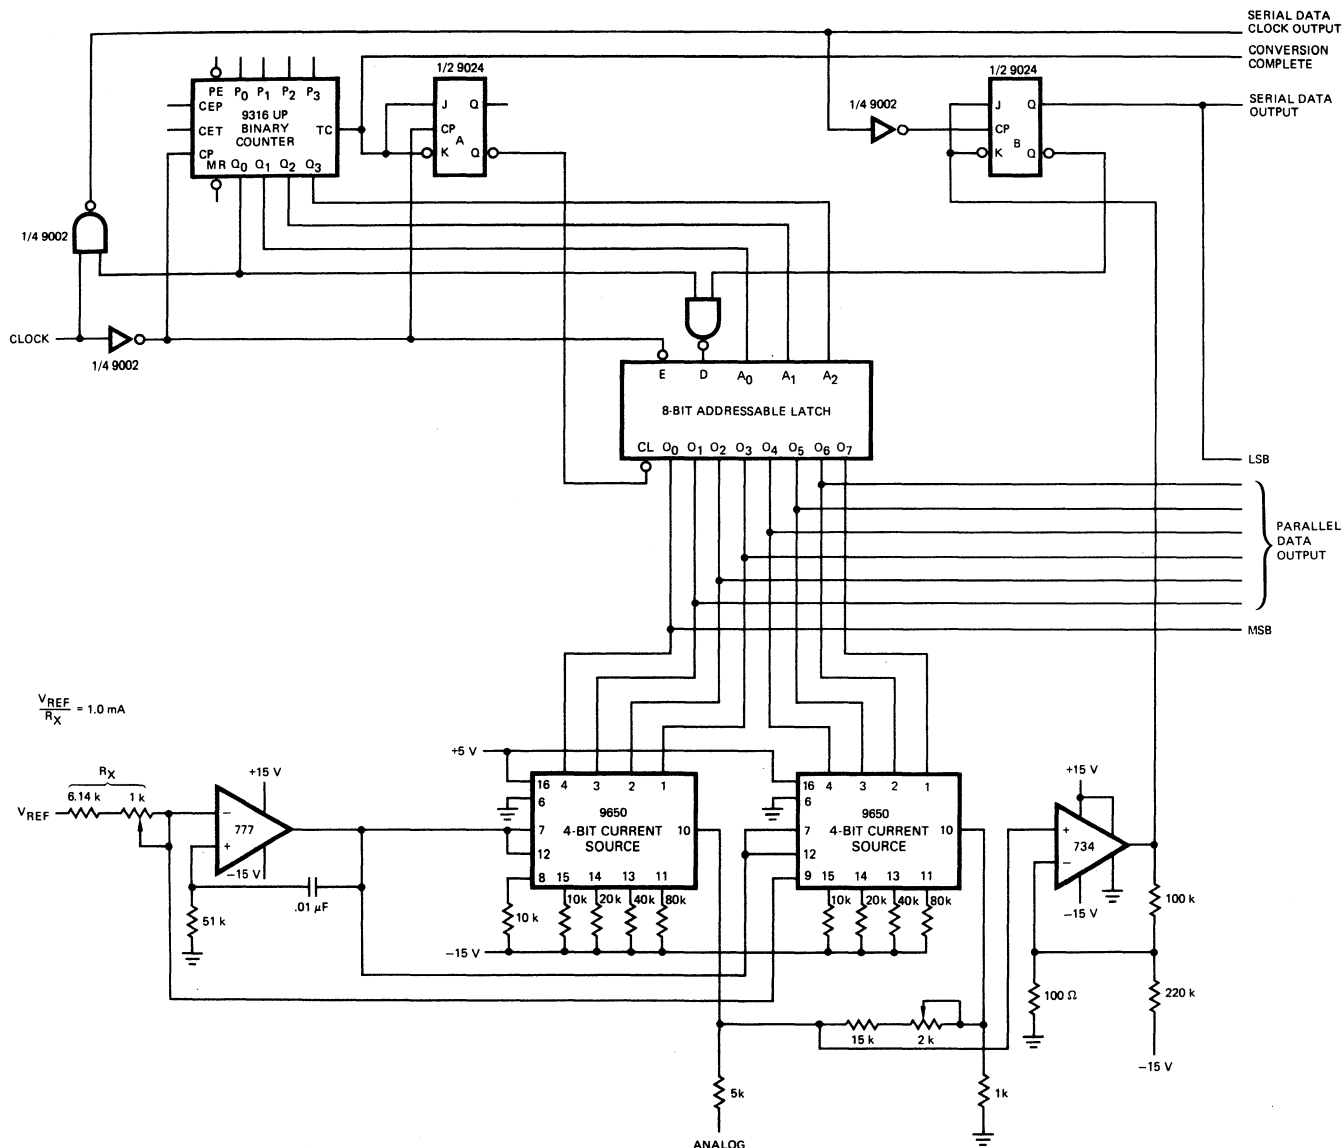 SERIAL DATA
CLOCK OUTPUT
CONVERSION
COMPLETE
SERIAL DATA
OUTPUT
PE P0 P1 P2 P3
CEP
9316 UP
BINARY
COUNTER
CET
TC
CP
MR Q0 Q1 Q2 Q3
1/2 9024
J Q
CP
A
K Q
1/4 9002
1/2 9024
J Q
CP
B
K Q
1/4 9002
CLOCK
1/4 9002
E D A0 A1 A2
8-BIT ADDRESSABLE LATCH
CL O0 O1 O2 O3 O4 O5 O6 O7
LSB
PARALLEL
DATA
OUTPUT
MSB
VREF
RX = 1.0 mA
+5 V
RX
6.14 k 1 k
VREF
+15 V
−
777
+
−15 V
.01 μF
51 k
16 4 3 2 1
6
9650
7 4-BIT CURRENT 10
SOURCE
12
8 15 14 13 11
10 k
10k 20k 40k 80k
−15 V
16 4 3 2 1
6
9650
7 4-BIT CURRENT 10
SOURCE
12
9 15 14 13 11
10k 20k 40k 80k
+15 V
+
734
−
−15 V
100 k
100 Ω
220 k
−15 V
15 k 2 k
5k
1k
ANALOG